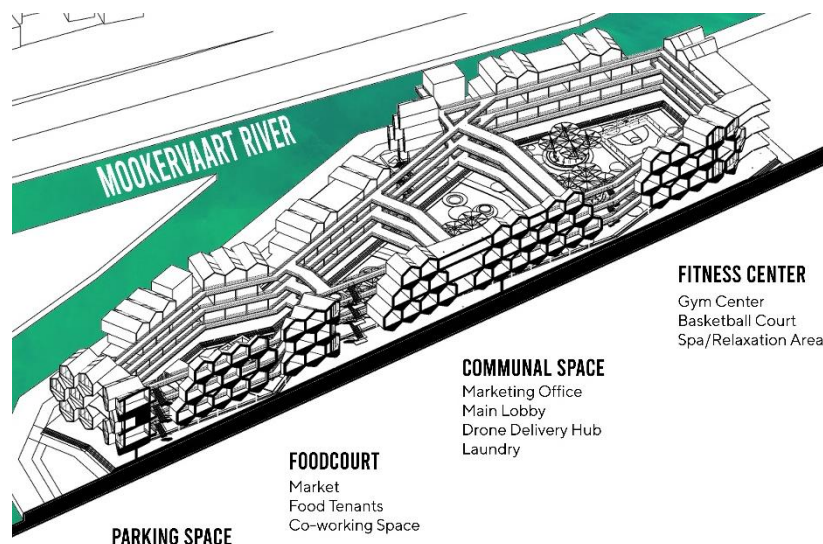 MOOKERVAART RIVER
FITNESS CENTER
Gym Center
Basketball Court
Spa/Relaxation Area
COMMUNAL SPACE
Marketing Office
Main Lobby
Drone Delivery Hub
Laundry
FOODCOURT
Market
Food Tenants
Co-working Space
PARKING SPACE